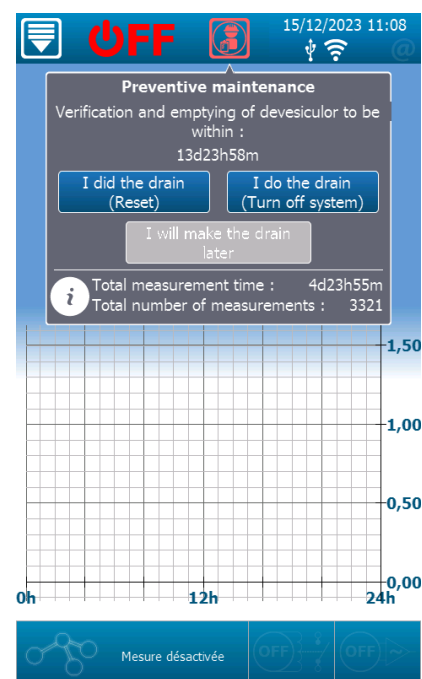 OFF
15/12/2023 11:08
@
Preventive maintenance
Verification and emptying of devesiculor to be
within :
13d23h58m
I did the drain
(Reset)
I do the drain
(Turn off system)
I will make the drain
later
i
Total measurement time : 4d23h55m
Total number of measurements : 3321
1,50
1,00
0,50
0,00
0h 12h 24h
Mesure désactivée
OFF
OFF